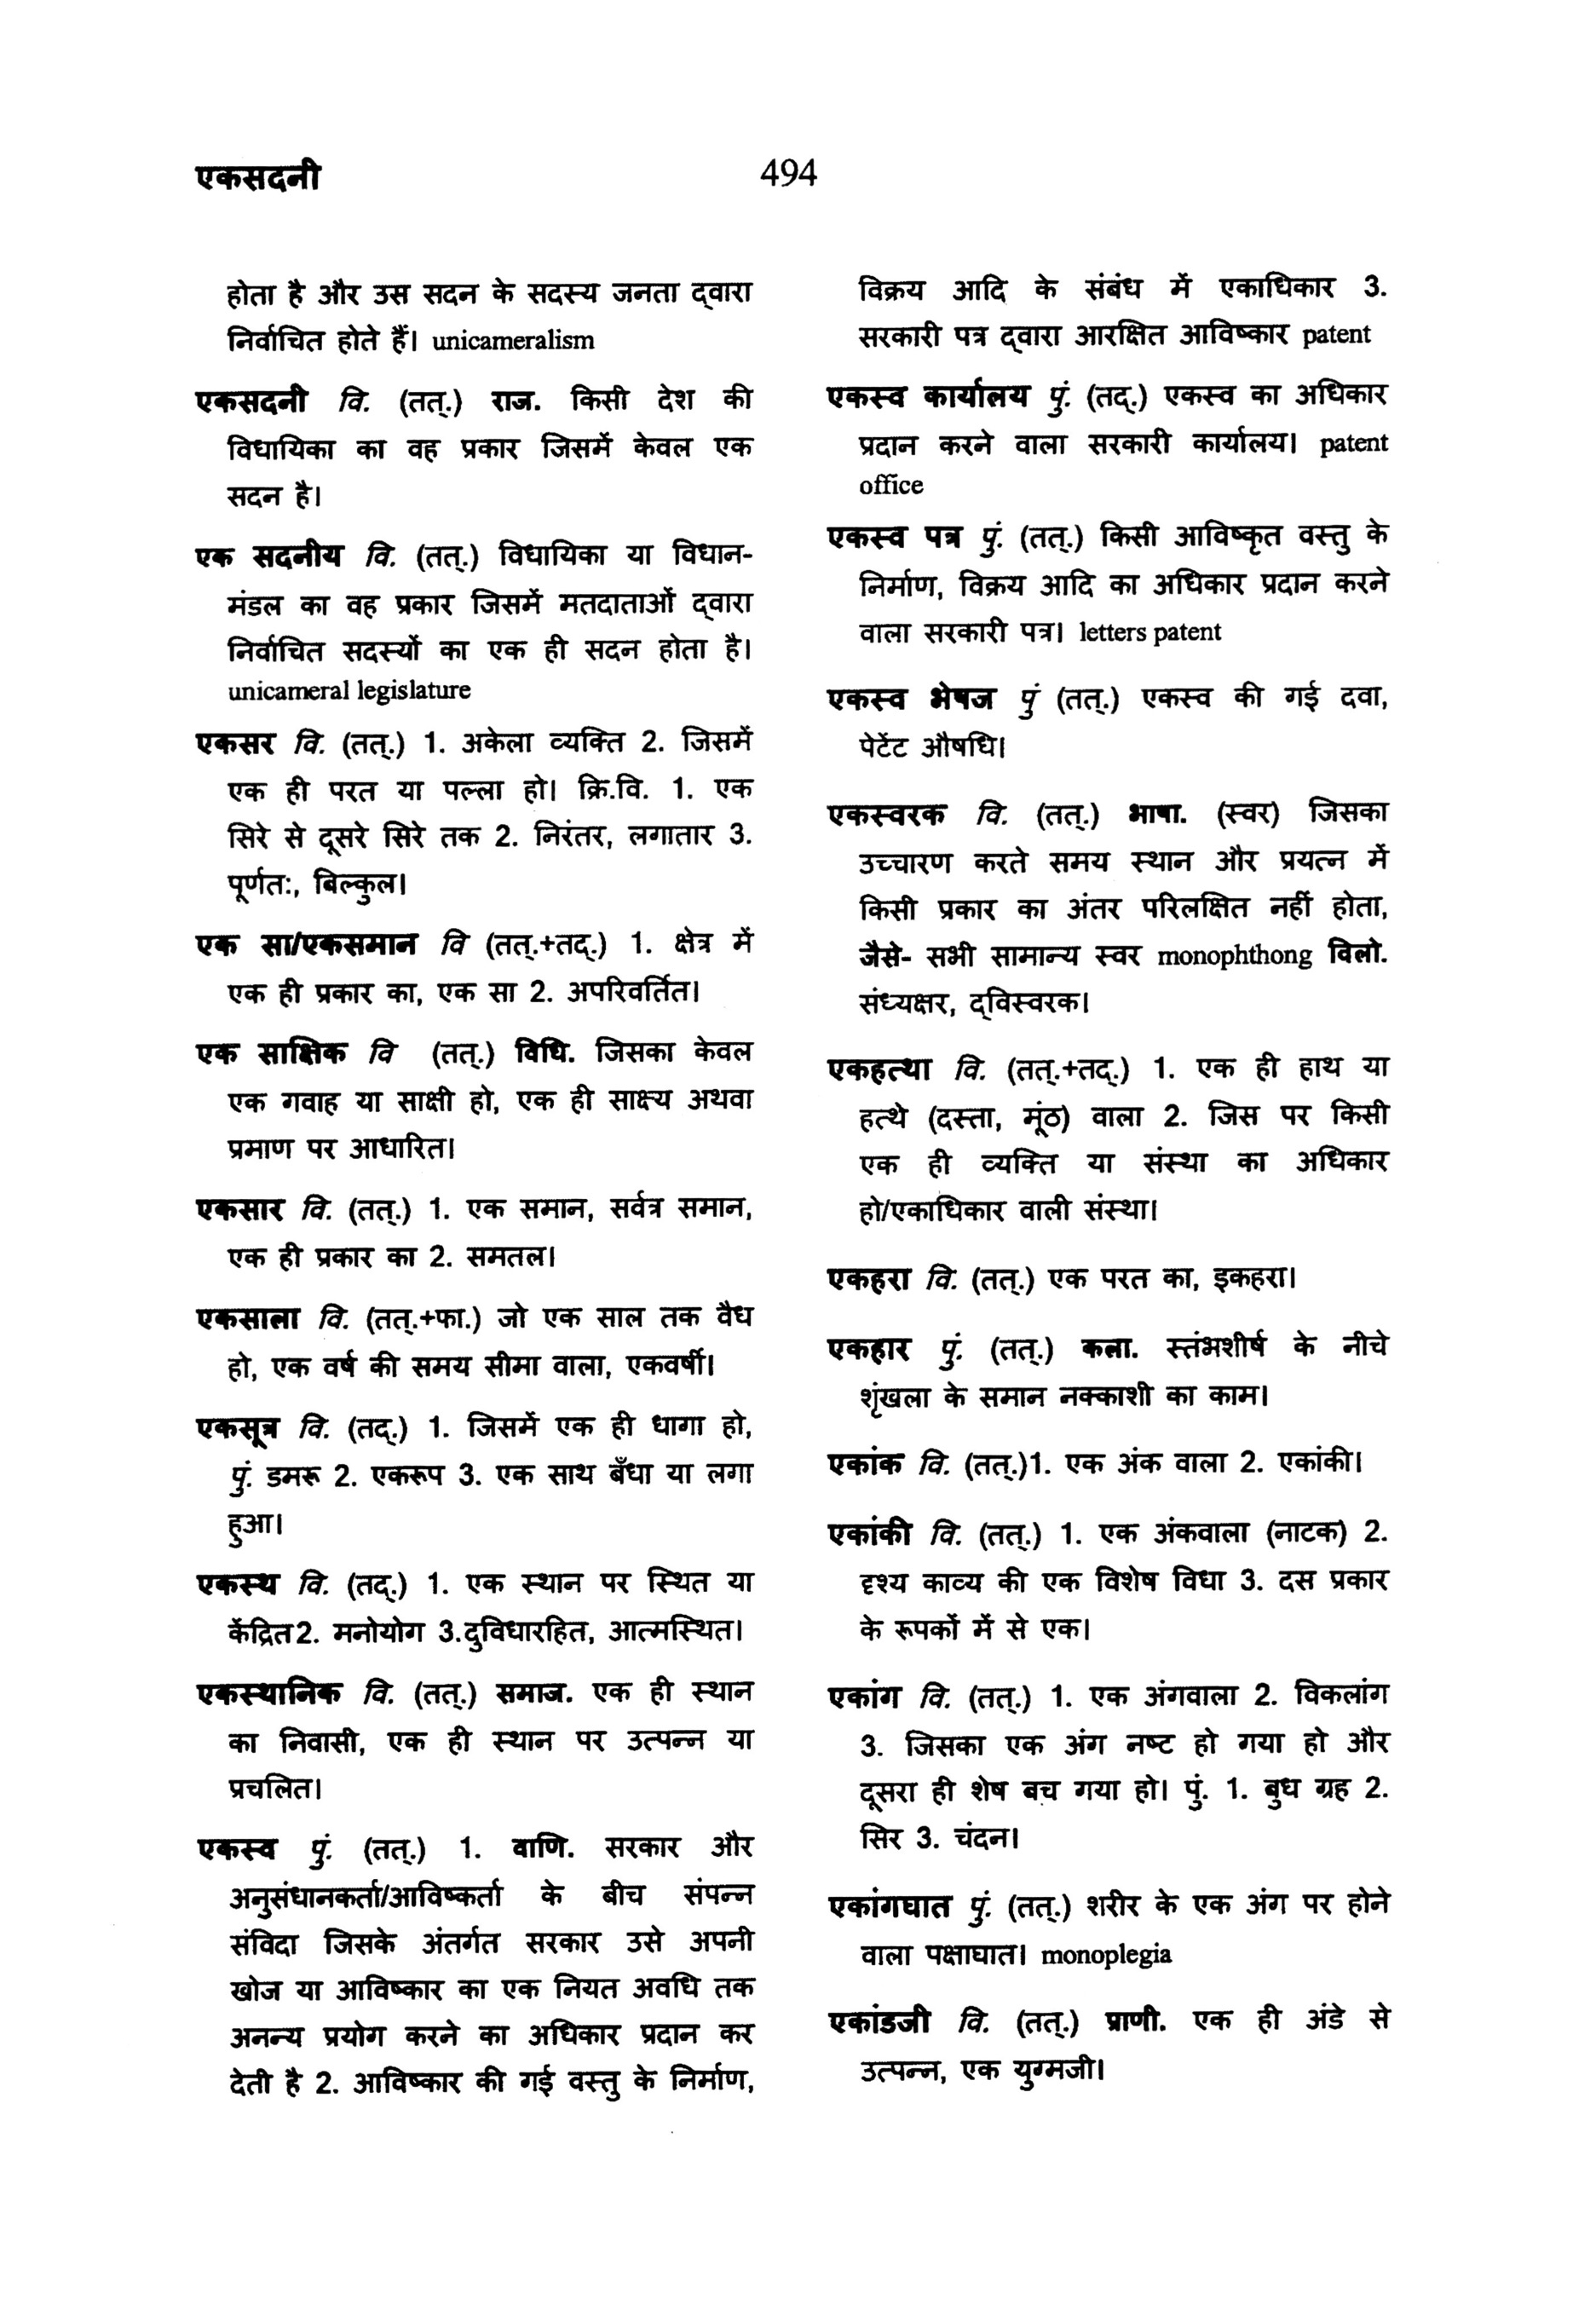 एकसदनी
494
होता है और उस सदन के सदस्य जनता द्‌वारा
निर्वाचित होते हैं। unicameralism
एकसदनी वि. (तत्.) राज. किसी देश की
विधायिका का वह प्रकार जिसमें केवल एक
सदन है।
एक सदनीय वि. (तत्.) विधायिका या विधान-
मंडल का वह प्रकार जिसमें मतदाताओं द्‌वारा
निर्वाचित सदस्यों का एक ही सदन होता है।
unicameral legislature
एकसर वि. (तत्.) 1. अकेला व्यक्ति 2. जिसमें
एक ही परत या पल्ला हो। क्रि.वि. 1. एक
सिरे से दूसरे सिरे तक 2. निरंतर, लगातार 3.
पूर्णत:, बिल्कुल।
एक सा/एकसमान वि (तत्.+तद्.) 1. क्षेत्र में
एक ही प्रकार का, एक सा 2. अपरिवर्तित।
एक साक्षिक वि (तत्.) विधि. जिसका केवल
एक गवाह या साक्षी हो, एक ही साक्ष्य अथवा
प्रमाण पर आधारित।
एकसार वि. (तत्.) 1. एक समान, सर्वत्र समान,
एक ही प्रकार का 2. समतल।
एकसाला वि. (तत्.+फा.) जो एक साल तक वैध
हो, एक वर्ष की समय सीमा वाला, एकवर्षी।
एकसूत्र वि. (तद्.) 1. जिसमें एक ही धागा हो,
पुं. डमरू 2. एकरूप 3. एक साथ बँधा या लगा
हुआ।
एकस्थ वि. (तद्.) 1. एक स्थान पर स्थित या
केंद्रित2. मनोयोग 3.दुविधारहित, आत्मस्थित।
एकस्थानिक वि. (तत्.) समाज. एक ही स्थान
का निवासी, एक ही स्थान पर उत्पन्न या
प्रचलित।
एकस्व पुं. (तत्.) 1. वाणि. सरकार और
अनुसंधानकर्ता/आविष्कर्ता के बीच संपन्न
संविदा जिसके अंतर्गत सरकार उसे अपनी
खोज या आविष्कार का एक नियत अवधि तक
अनन्य प्रयोग करने का अधिकार प्रदान कर
देती है 2. आविष्कार की गई वस्तु के निर्माण,
विक्रय आदि के संबंध में एकाधिकार 3.
सरकारी पत्र द्‌वारा आरक्षित आविष्कार patent
एकस्व कार्यालय पुं. (तद्.) एकस्व का अधिकार
प्रदान करने वाला सरकारी कार्यालय। patent
office
एकस्व पत्र पुं. (तत्.) किसी आविष्कृत वस्तु के
निर्माण, विक्रय आदि का अधिकार प्रदान करने
वाला सरकारी पत्र। letters patent
एकस्व भेषज पुं (तत्.) एकस्व की गई दवा,
पेटेंट औषधि।
एकस्वरक वि. (तत्.) भाषा. (स्वर) जिसका
उच्चारण करते समय स्थान और प्रयत्न में
किसी प्रकार का अंतर परिलक्षित नहीं होता,
जैसे- सभी सामान्य स्वर monophthong विलो.
संध्यक्षर, द्‌विस्वरक।
एकहत्था वि. (तत्.+तद्.) 1. एक ही हाथ या
हत्थे (दस्ता, मूंठ) वाला 2. जिस पर किसी
एक ही व्यक्ति या संस्था का अधिकार
हो/एकाधिकार वाली संस्था।
एकहरा वि. (तत्.) एक परत का, इकहरा।
एकहार पुं. (तत्.) कला. स्तंभशीर्ष के नीचे
शृंखला के समान नक्काशी का काम।
एकांक वि. (तत्.)1. एक अंक वाला 2. एकांकी।
एकांकी वि. (तत्.) 1. एक अंकवाला (नाटक) 2.
दृश्य काव्य की एक विशेष विधा 3. दस प्रकार
के रूपकों में से एक।
एकांग वि. (तत्.) 1. एक अंगवाला 2. विकलांग
3. जिसका एक अंग नष्ट हो गया हो और
दूसरा ही शेष बच गया हो। पुं. 1. बुध ग्रह 2.
सिर 3. चंदन।
एकांगघात पुं. (तत्.) शरीर के एक अंग पर होने
वाला पक्षाघात। monoplegia
एकांडजी वि. (तत्.) प्राणी. एक ही अंडे से
उत्पन्न, एक युग्मजी।